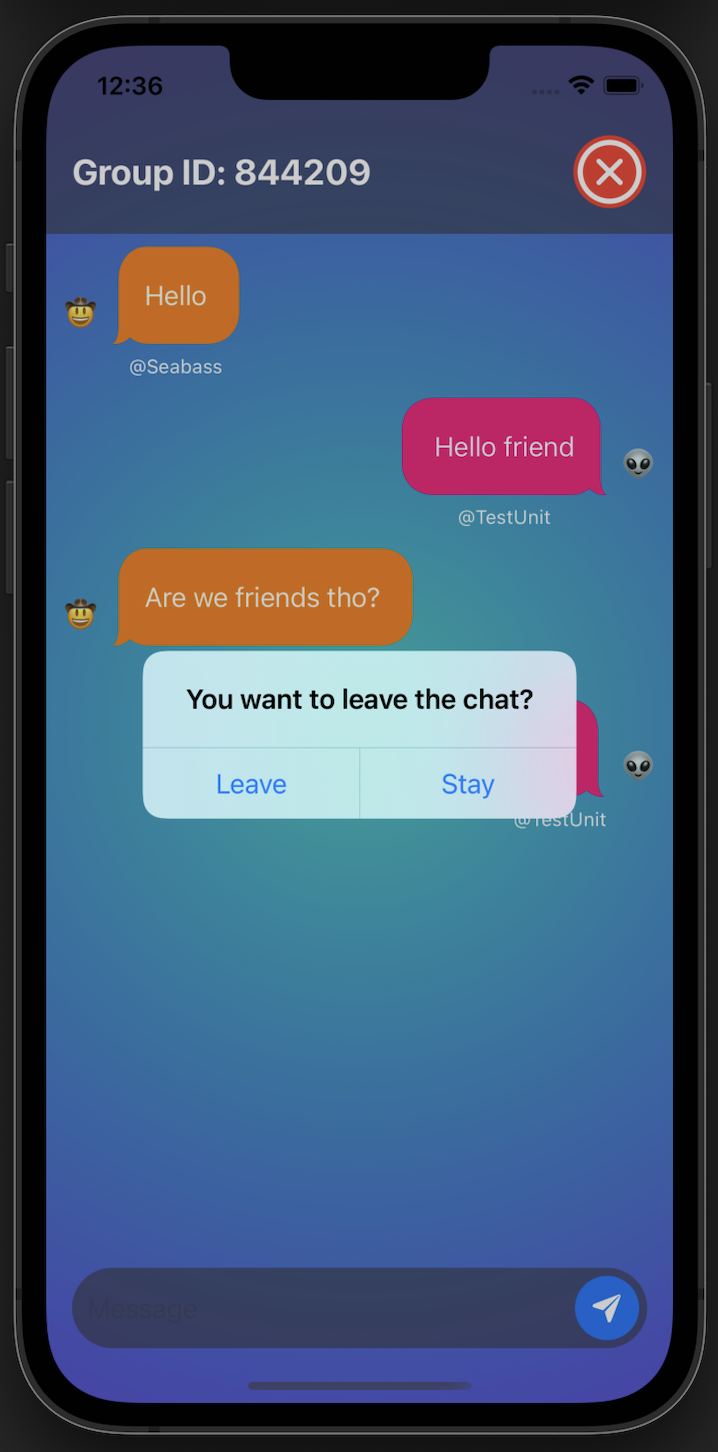 12:36
Group ID: 844209
Hello
@Seabass
Hello friend
@TestUnit
Are we friends tho?
You want to leave the chat?
Leave
Stay
@TestUnit
Message